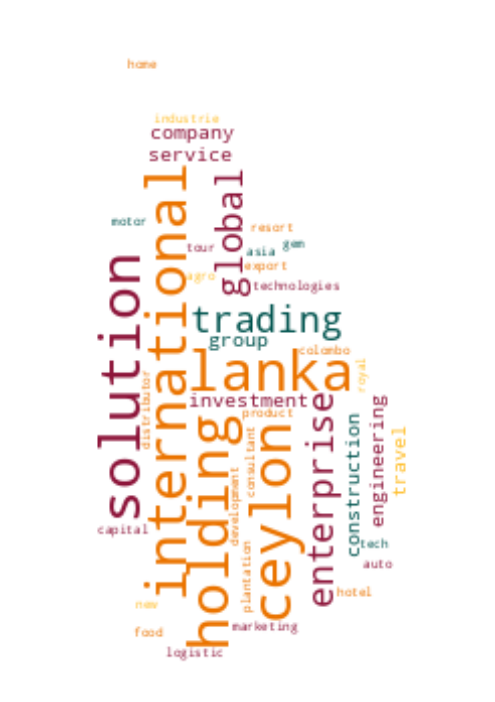 home
industrie
company
service
international
global
motor
tour
resort
asia
gem
export
agro
technologies
solution
trading
group
colombo
lanka
royal
distributor
investment
product
holding
ceylon
enterprise
construction
engineering
travel
consultant
development
capital
tech
plantation
auto
hotel
new
food
marketing
logistic